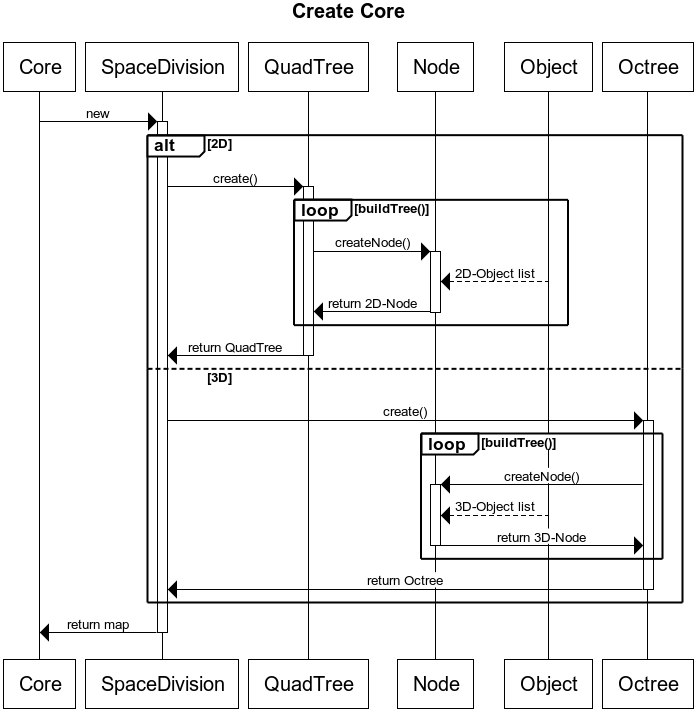 Create Core
Core SpaceDivision QuadTree Node Object Octree
new
alt [2D]
create()
loop [buildTree()]
createNode()
2D-Object list
return 2D-Node
return QuadTree
[3D]
create()
loop [buildTree()]
createNode()
3D-Object list
return 3D-Node
return Octree
return map
Core SpaceDivision QuadTree Node Object Octree